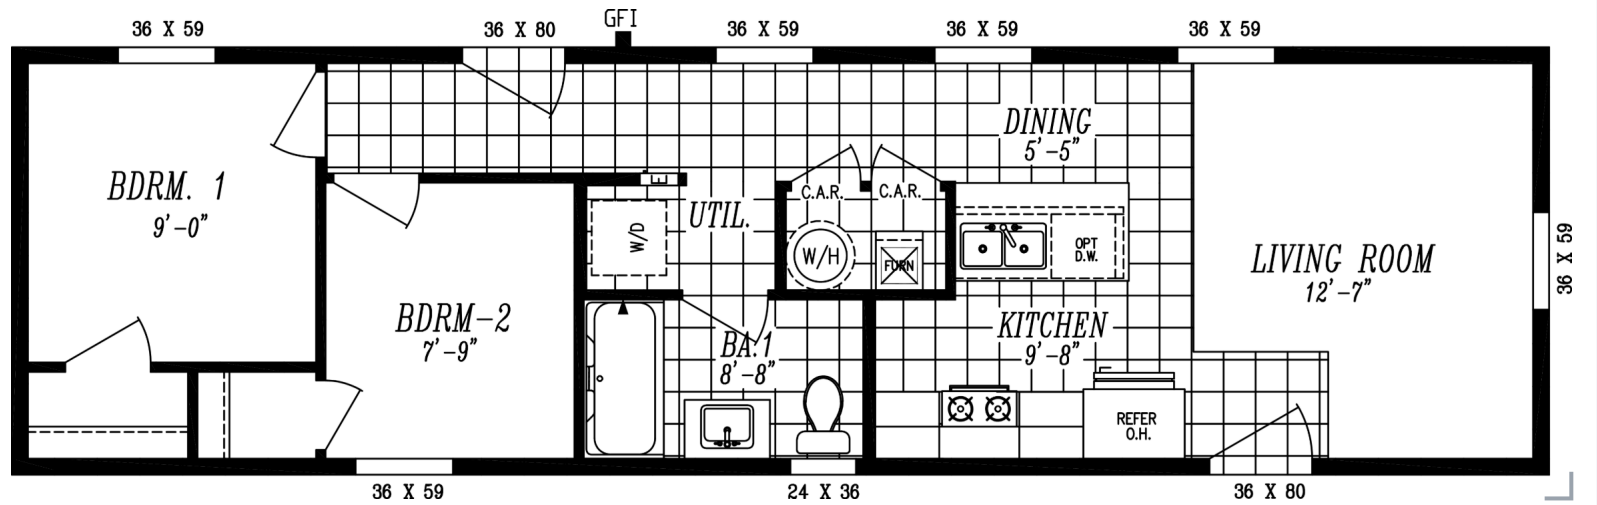 GFI
36 X 59
36 X 80
36 X 59
36 X 59
36 X 59
DINING
5'-5"
BDRM. 1
9'-0"
E
W/D
UTIL.
C.A.R.
C.A.R.
W/H
FURN
OPT
D.W.
LIVING ROOM
12'-7"
36 X 59
BDRM-2
7'-9"
BA.1
8'-8"
KITCHEN
9'-8"
REFER
O.H.
36 X 59
24 X 36
36 X 80